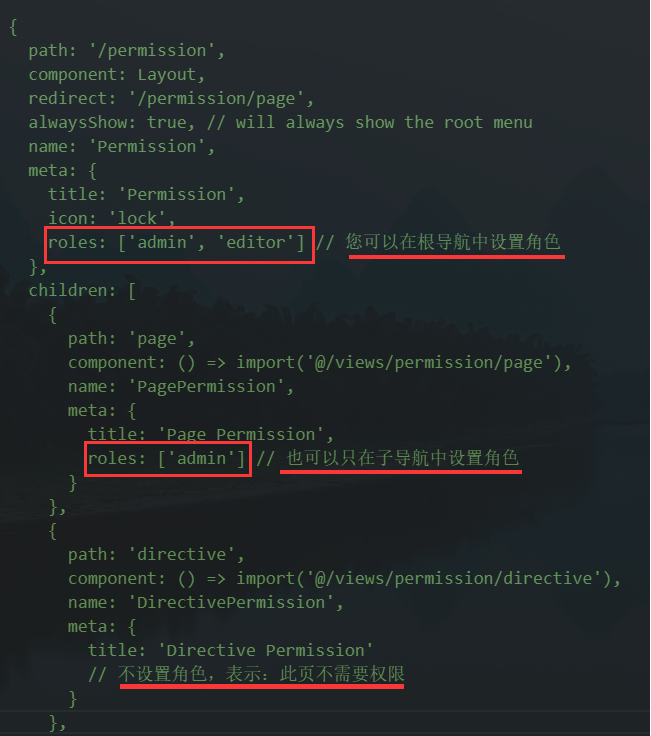 {
  path: '/permission',
  component: Layout,
  redirect: '/permission/page',
  alwaysShow: true, // will always show the root menu
  name: 'Permission',
  meta: {
    title: 'Permission',
    icon: 'lock',
    roles: ['admin', 'editor'] // 您可以在根导航中设置角色
  },
  children: [
    {
      path: 'page',
      component: () => import('@/views/permission/page'),
      name: 'PagePermission',
      meta: {
        title: 'Page Permission',
        roles: ['admin'] // 也可以只在子导航中设置角色
      }
    },
    {
      path: 'directive',
      component: () => import('@/views/permission/directive'),
      name: 'DirectivePermission',
      meta: {
        title: 'Directive Permission'
        // 不设置角色，表示：此页不需要权限
      }
    },